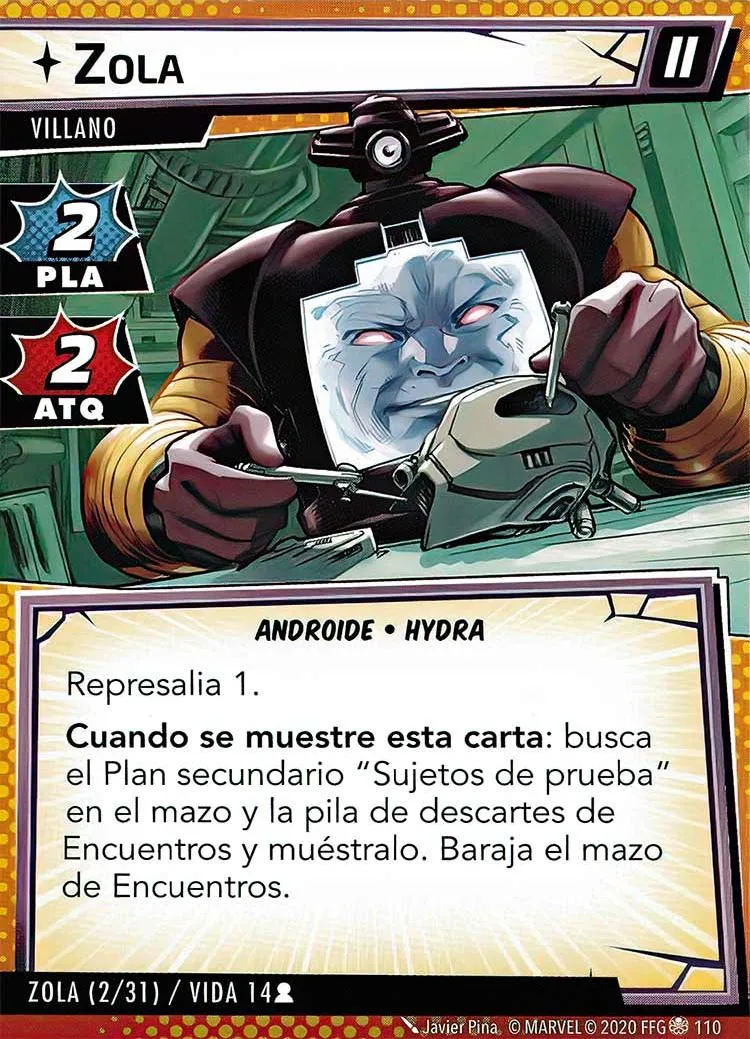 ZOLA
II
VILLANO
2
PLA
2
ATQ
ANDROIDE • HYDRA
Represalia 1.
Cuando se muestre esta carta: busca
el Plan secundario “Sujetos de prueba”
en el mazo y la pila de descartes de
Encuentros y muéstralo. Baraja el mazo
de Encuentros.
ZOLA (2/31) / VIDA 14
Javier Pina. © MARVEL © 2020 FFG 110